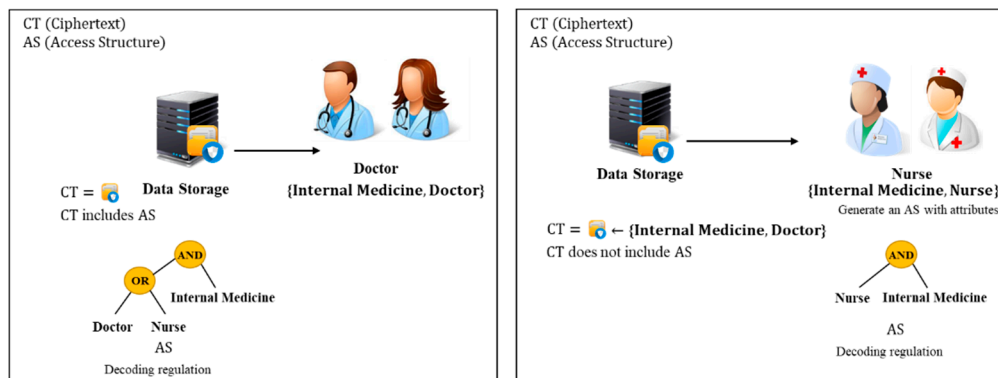 CT (Ciphertext)
AS (Access Structure)
Data Storage
Doctor
{Internal Medicine, Doctor}
CT =
CT includes AS
AND
OR
Internal Medicine
Doctor
Nurse
AS
Decoding regulation
CT (Ciphertext)
AS (Access Structure)
Data Storage
Nurse
{Internal Medicine, Nurse}
Generate an AS with attributes
CT = ← {Internal Medicine, Doctor}
CT does not include AS
AND
Nurse
Internal Medicine
AS
Decoding regulation